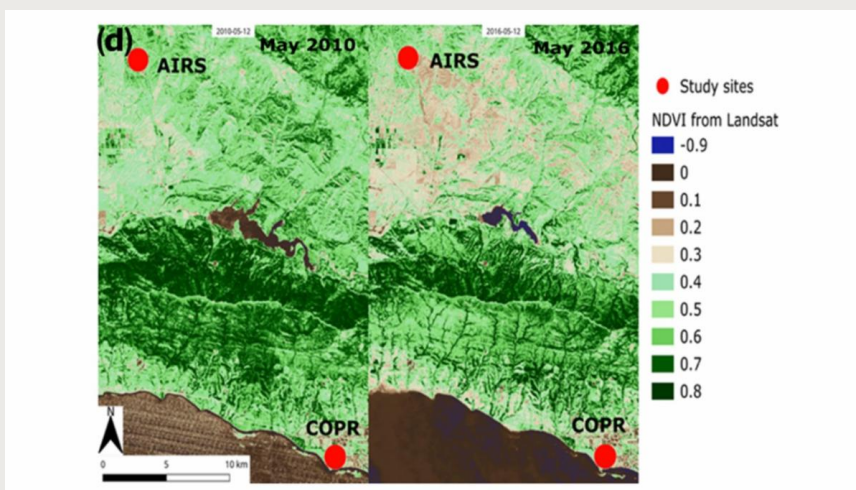 (d)
2010-05-12
May 2010
AIRS
COPR
N
0 5 10 km
2016-05-12
May 2016
AIRS
COPR
Study sites
NDVI from Landsat
-0.9
0
0.1
0.2
0.3
0.4
0.5
0.6
0.7
0.8